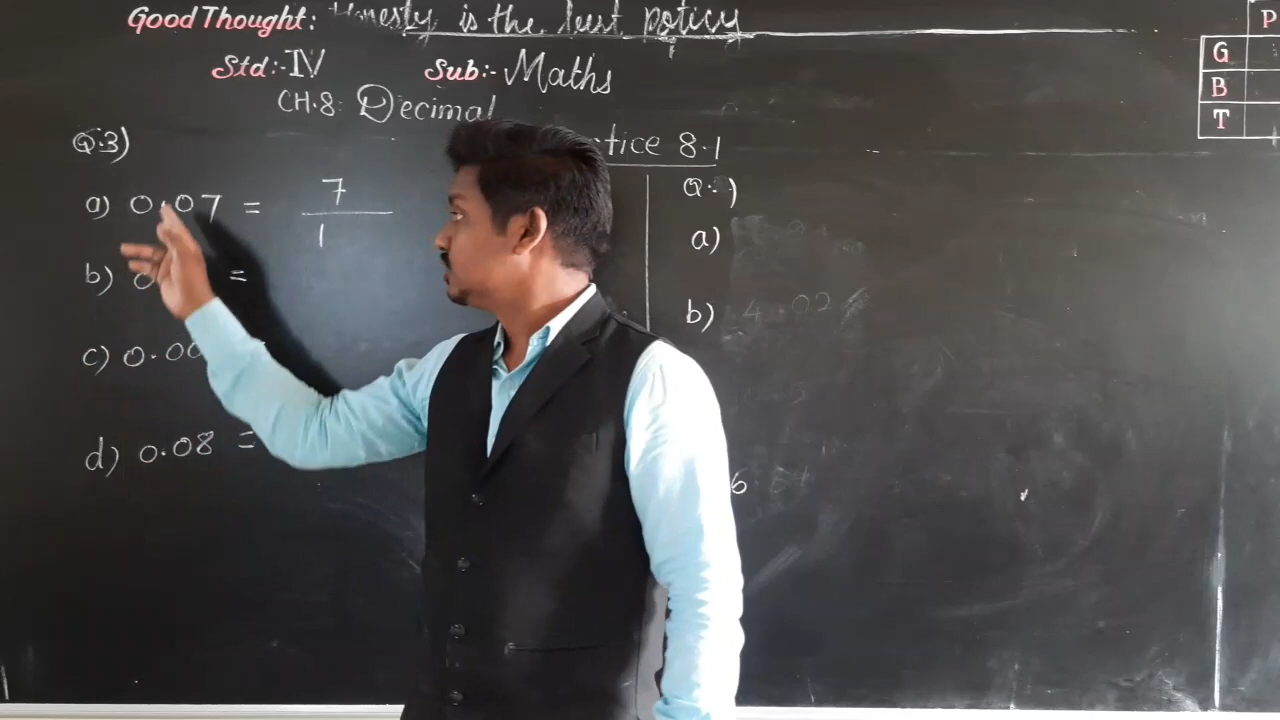 Good Thought: Honesty is the best policy
P
G
B
T
Std:- IV Sub:- Maths
CH.8: Decimal
Q.3) tice 8.1
a) 0.07 = 7
1
b) 0 =
c) 0.00
d) 0.08 =
Q. )
a)
b) 4.02
6